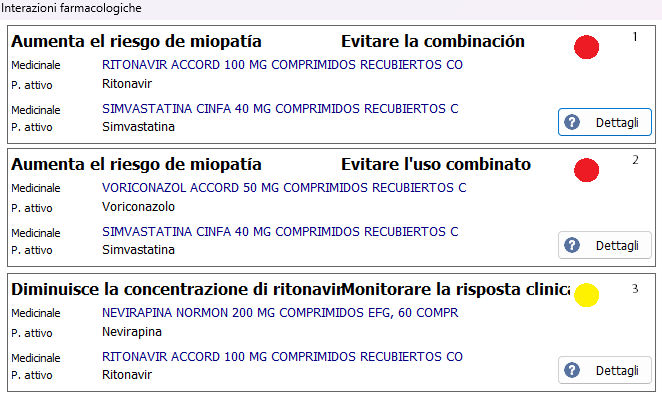 Interazioni farmacologiche
Aumenta el riesgo de miopatía Evitare la combinación 1
Medicinale RITONAVIR ACCORD 100 MG COMPRIMIDOS RECUBIERTOS CO
P. attivo Ritonavir
Medicinale SIMVASTATINA CINFA 40 MG COMPRIMIDOS RECUBIERTOS C
P. attivo Simvastatina
? Dettagli
Aumenta el riesgo de miopatía Evitare l'uso combinato 2
Medicinale VORICONAZOL ACCORD 50 MG COMPRIMIDOS RECUBIERTOS C
P. attivo Voriconazolo
Medicinale SIMVASTATINA CINFA 40 MG COMPRIMIDOS RECUBIERTOS C
P. attivo Simvastatina
? Dettagli
Diminuisce la concentrazione di ritonavir Monitorare la risposta clinica 3
Medicinale NEVIRAPINA NORMON 200 MG COMPRIMIDOS EFG, 60 COMPR
P. attivo Nevirapina
Medicinale RITONAVIR ACCORD 100 MG COMPRIMIDOS RECUBIERTOS CO
P. attivo Ritonavir
? Dettagli